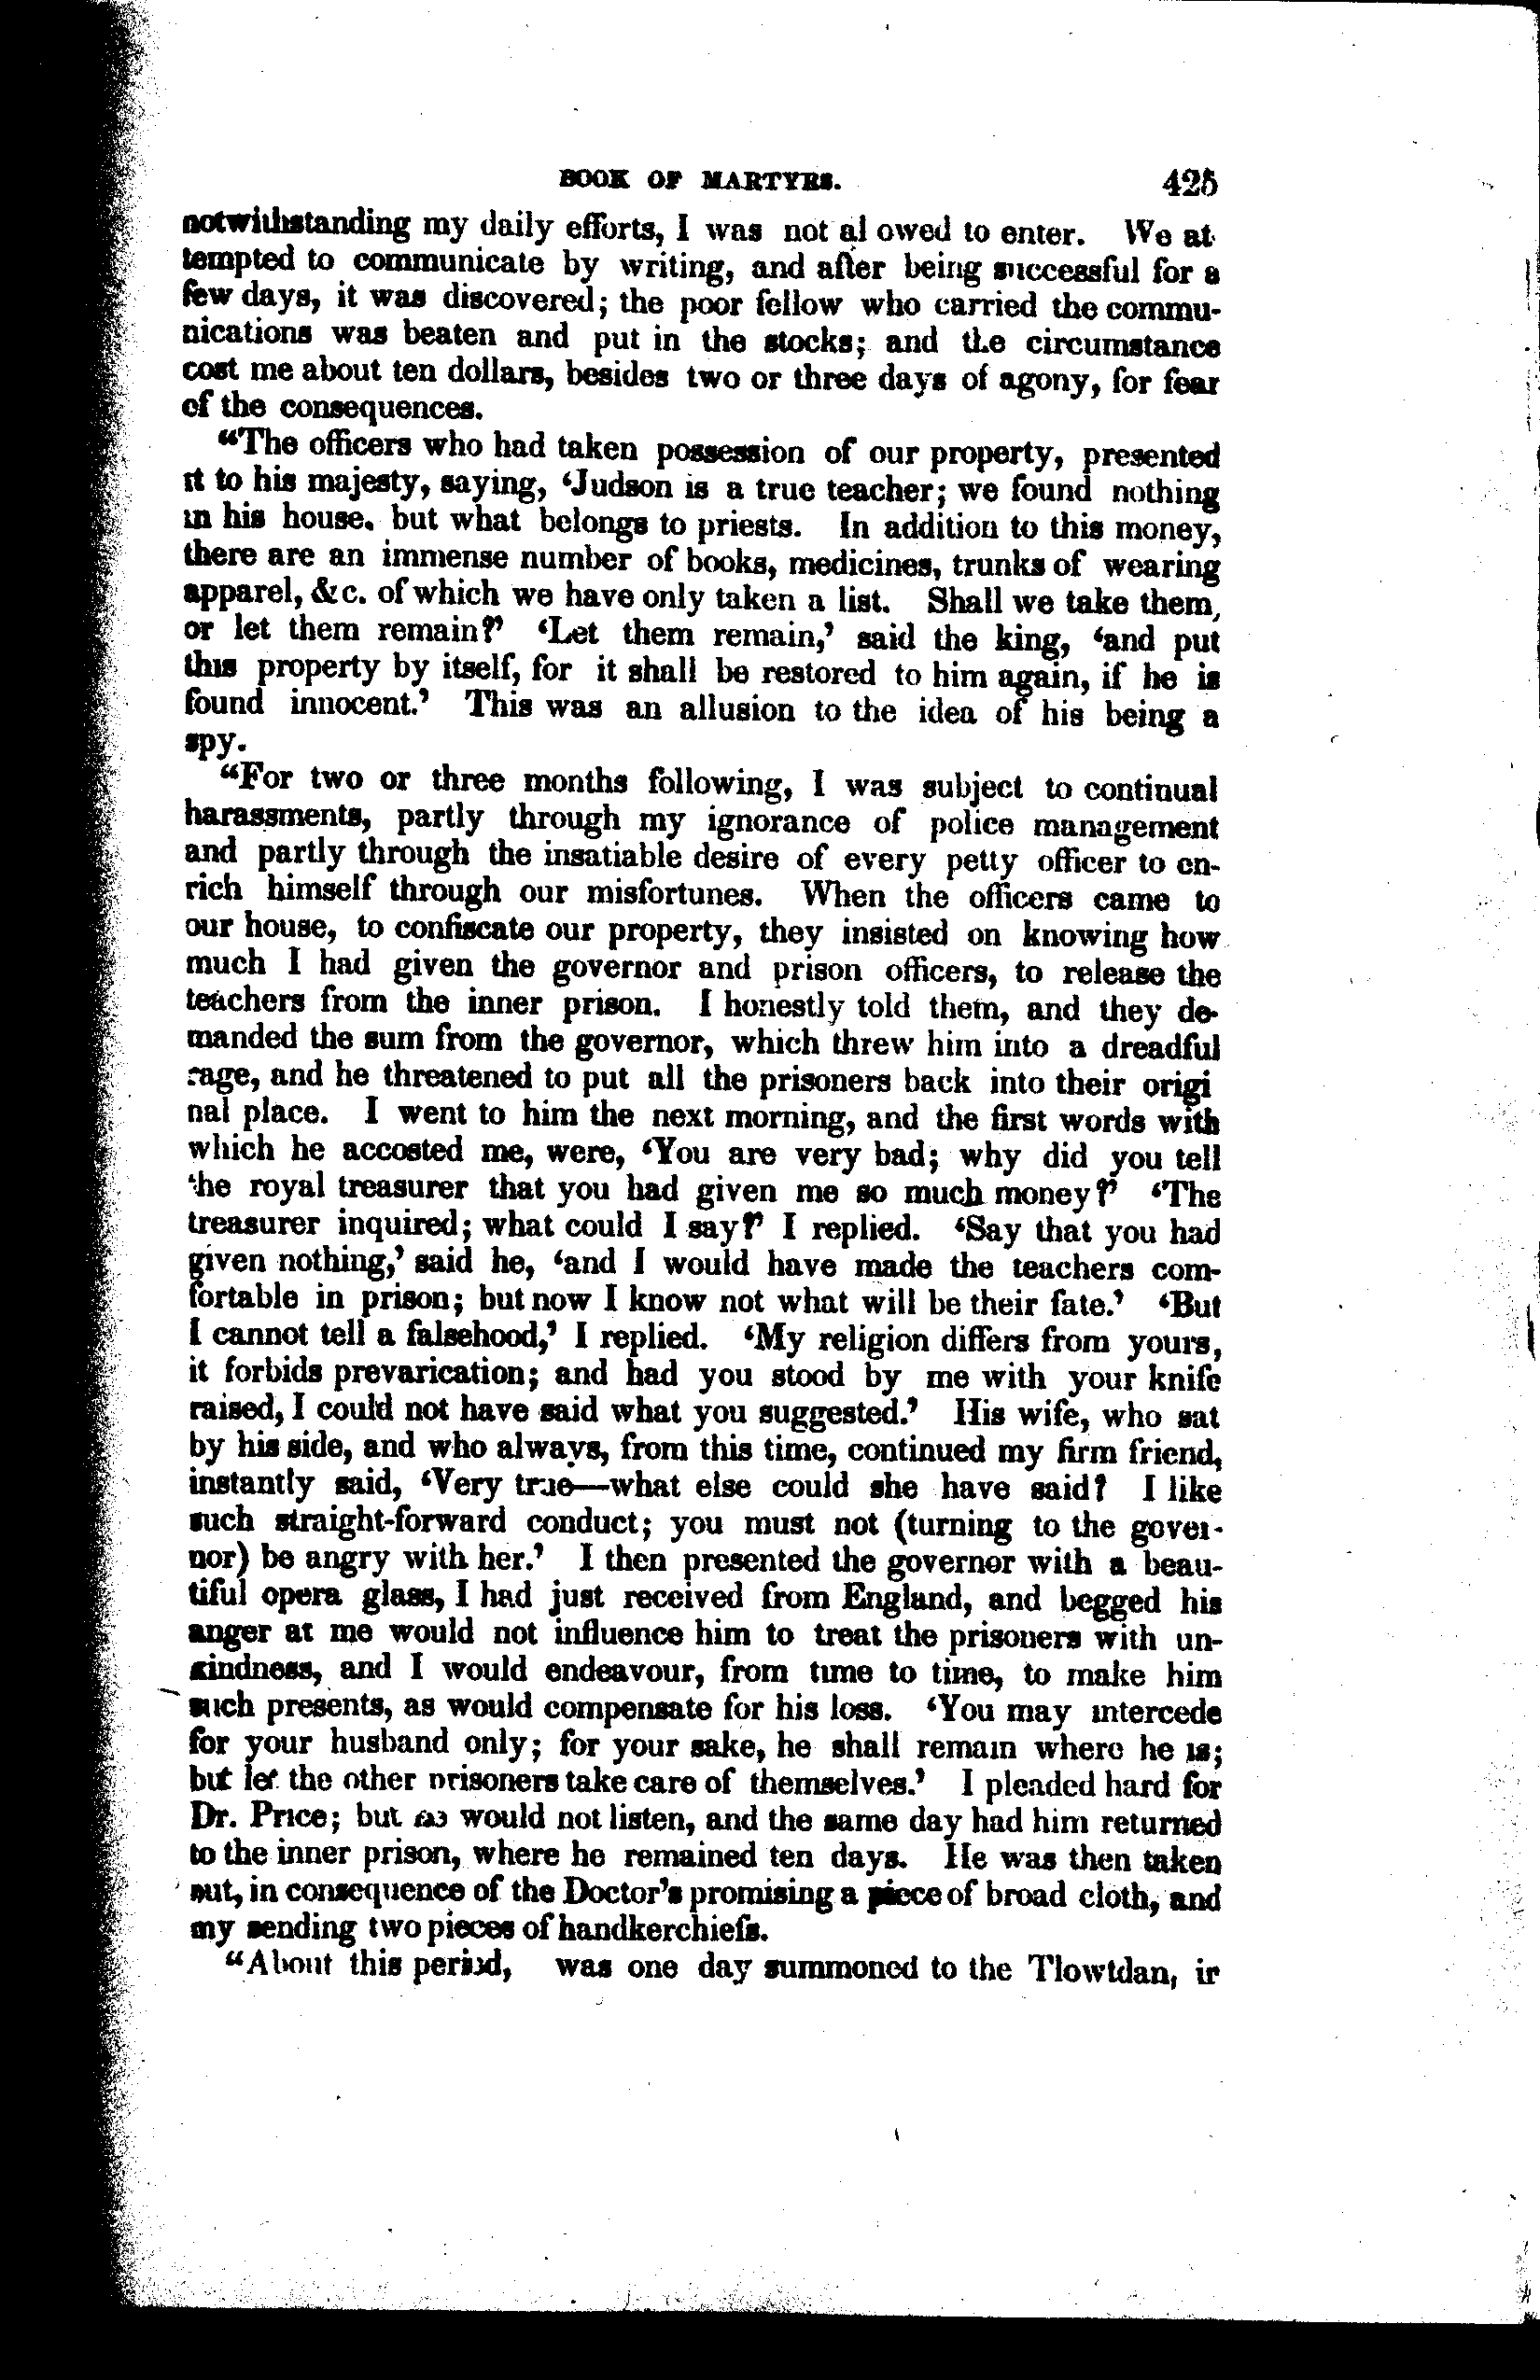 BOOK OF MARTYRS. 425
notwithstanding my daily efforts, I was not al owed to enter. We at
tempted to communicate by writing, and after being successful for a
few days, it was discovered; the poor fellow who carried the commu-
nications was beaten and put in the stocks; and the circumstance
cost me about ten dollars, besides two or three days of agony, for fear
of the consequences.
“The officers who had taken possession of our property, presented
it to his majesty, saying, ‘Judson is a true teacher; we found nothing
in his house. but what belongs to priests. In addition to this money,
there are an immense number of books, medicines, trunks of wearing
apparel, &c. of which we have only taken a list. Shall we take them,
or let them remain?’ ‘Let them remain,’ said the king, ‘and put
this property by itself, for it shall be restored to him again, if he is
found innocent.’ This was an allusion to the idea of his being a
spy.
“For two or three months following, I was subject to continual
harassments, partly through my ignorance of police management
and partly through the insatiable desire of every petty officer to en-
rich himself through our misfortunes. When the officers came to
our house, to confiscate our property, they insisted on knowing how
much I had given the governor and prison officers, to release the
teachers from the inner prison. I honestly told them, and they de-
manded the sum from the governor, which threw him into a dreadful
rage, and he threatened to put all the prisoners back into their origi
nal place. I went to him the next morning, and the first words with
which he accosted me, were, ‘You are very bad; why did you tell
the royal treasurer that you had given me so much money?’ ‘The
treasurer inquired; what could I say?’ I replied. ‘Say that you had
given nothing,’ said he, ‘and I would have made the teachers com-
fortable in prison; but now I know not what will be their fate.’ ‘But
I cannot tell a falsehood,’ I replied. ‘My religion differs from yours,
it forbids prevarication; and had you stood by me with your knife
raised, I could not have said what you suggested.’ His wife, who sat
by his side, and who always, from this time, continued my firm friend,
instantly said, ‘Very true—what else could she have said? I like
such straight-forward conduct; you must not (turning to the gover-
nor) be angry with her.’ I then presented the governor with a beau-
tiful opera glass, I had just received from England, and begged his
anger at me would not influence him to treat the prisoners with un-
kindness, and I would endeavour, from time to time, to make him
such presents, as would compensate for his loss. ‘You may intercede
for your husband only; for your sake, he shall remain where he is;
but let the other prisoners take care of themselves.’ I pleaded hard for
Dr. Price; but would not listen, and the same day had him returned
to the inner prison, where he remained ten days. He was then taken
out, in consequence of the Doctor’s promising a piece of broad cloth, and
my sending two pieces of handkerchiefs.
“About this period, was one day summoned to the Tlowtdan, in